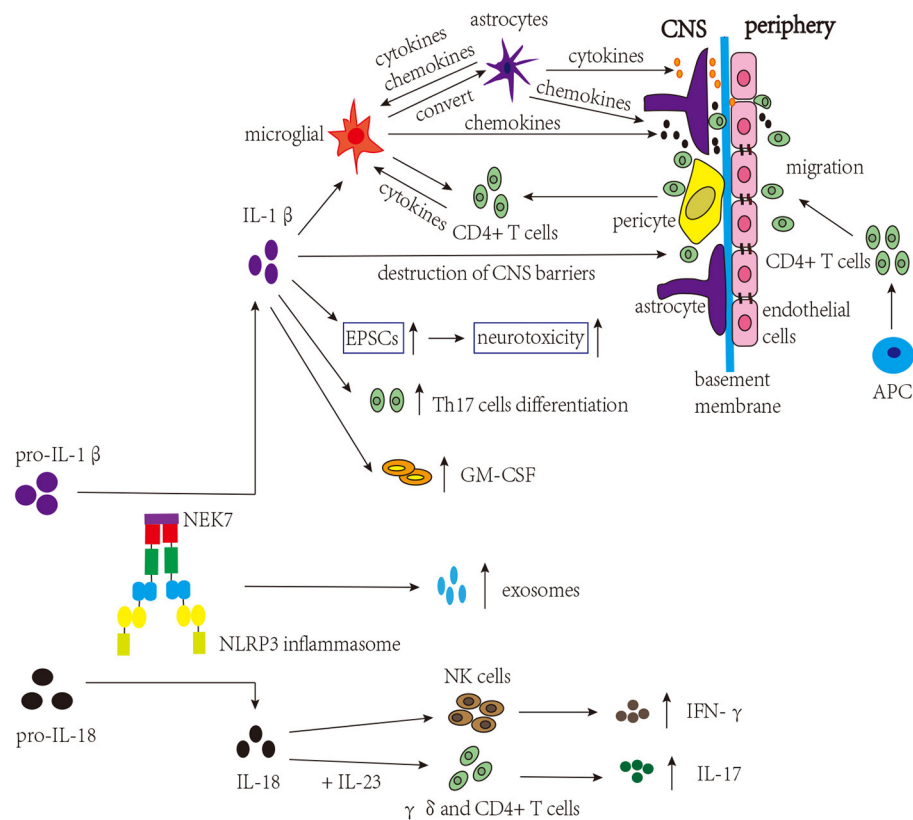 astrocytes
CNS
periphery
cytokines
chemokines
convert
cytokines
chemokines
microglial
chemokines
migration
cytokines
IL-1 β
CD4+ T cells
pericyte
CD4+ T cells
destruction of CNS barriers
astrocyte
endothelial
cells
EPSCs
neurotoxicity
basement
membrane
APC
Th17 cells differentiation
pro-IL-1 β
GM-CSF
NEK7
exosomes
NLRP3 inflammasome
NK cells
pro-IL-18
IFN- γ
IL-18
+ IL-23
IL-17
γ δ and CD4+ T cells